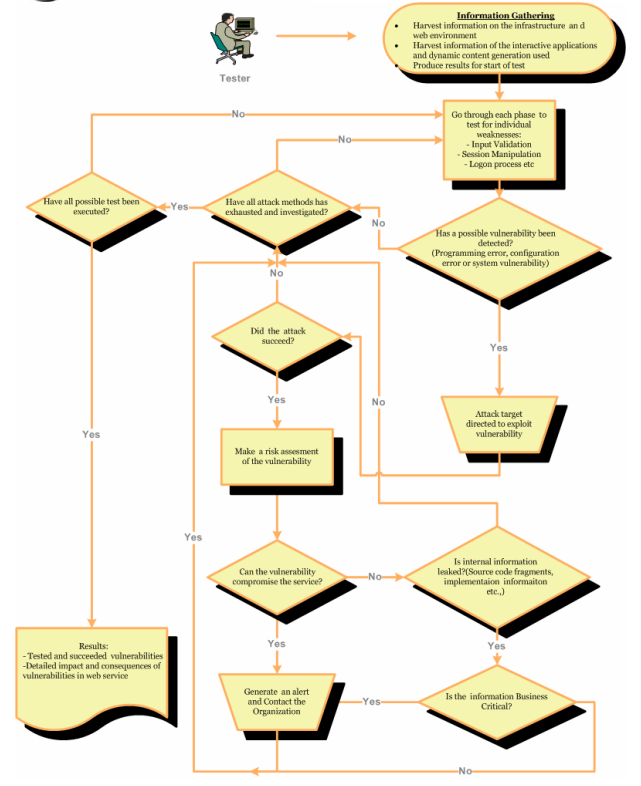 Information Gathering
Harvest information on the infrastructure an d
web environment
Harvest information of the interactive applications
and dynamic content generation used
Produce results for start of test
Tester
No
Go through each phase to
test for individual
weaknesses:
- Input Validation
- Session Manipulation
- Logon process etc
No
Have all possible test been
executed?
Yes
Have all attack methods has
exhausted and investigated?
No
Has a possible vulnerability been
detected?
(Programming error, configuration
error or system vulnerability)
No
Did the attack
succeed?
Yes
Yes
No
Attack target
directed to exploit
vulnerability
Yes
Make a risk assesment
of the vulnerability
Yes
Can the vulnerability
compromise the service?
No
Is internal information
leaked?(Source code fragments,
implementaion informaiton
etc.,)
Results:
- Tested and succeeded vulnerabilities
-Detailed impact and consequences of
vulnerabilities in web service
Yes
Yes
Generate an alert
and Contact the
Organization
Yes
Is the information Business
Critical?
No